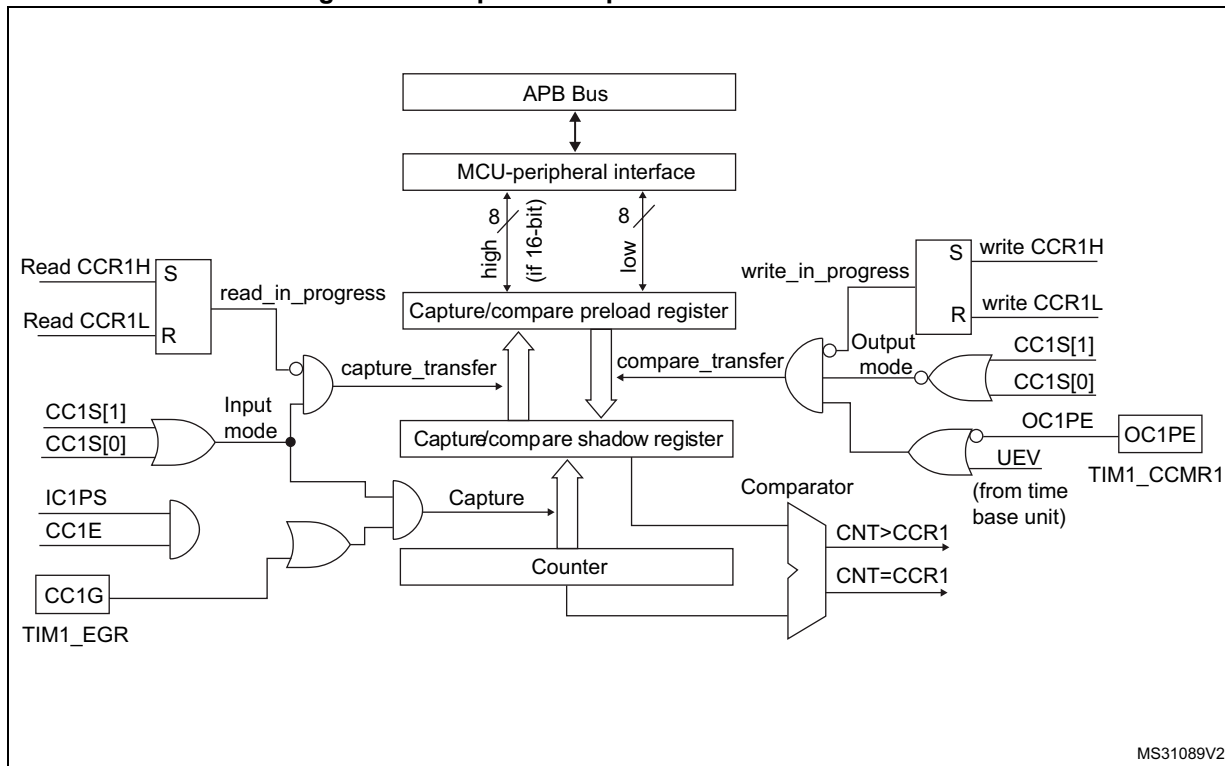 APB Bus
MCU-peripheral interface
8
high
(if 16-bit)
8
low
Read CCR1H
S
read_in_progress
Read CCR1L
R
write_in_progress
S
write CCR1H
R
write CCR1L
Capture/compare preload register
capture_transfer
compare_transfer
Output
mode
CC1S[1]
CC1S[0]
CC1S[1]
CC1S[0]
Input
mode
Capture/compare shadow register
OC1PE
OC1PE
UEV
TIM1_CCMR1
(from time
base unit)
IC1PS
CC1E
Capture
Comparator
CNT>CCR1
CNT=CCR1
Counter
CC1G
TIM1_EGR
MS31089V2